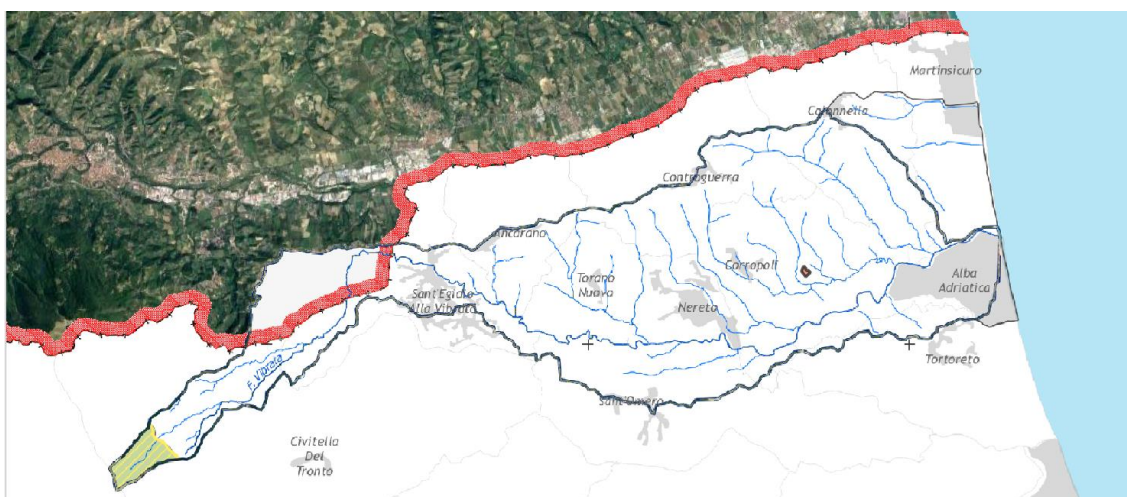 Martinsicuro
Colonnella
Controguerra
Ancarano
Corropoli
Torano
Nuovo
Alba
Adriatica
Sant'Egidio
Alla Vibrata
Nereto
Tortoreto
F. Vibrata
Sant'Omero
Civitella
Del
Tronto